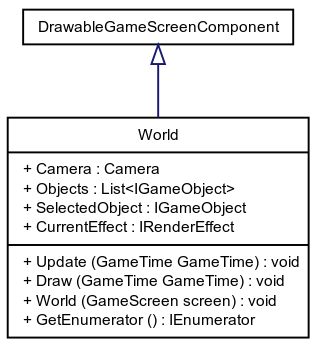 DrawableGameScreenComponent
World
+ Camera : Camera
+ Objects : List<IGameObject>
+ SelectedObject : IGameObject
+ CurrentEffect : IRenderEffect
+ Update (GameTime GameTime) : void
+ Draw (GameTime GameTime) : void
+ World (GameScreen screen) : void
+ GetEnumerator () : IEnumerator